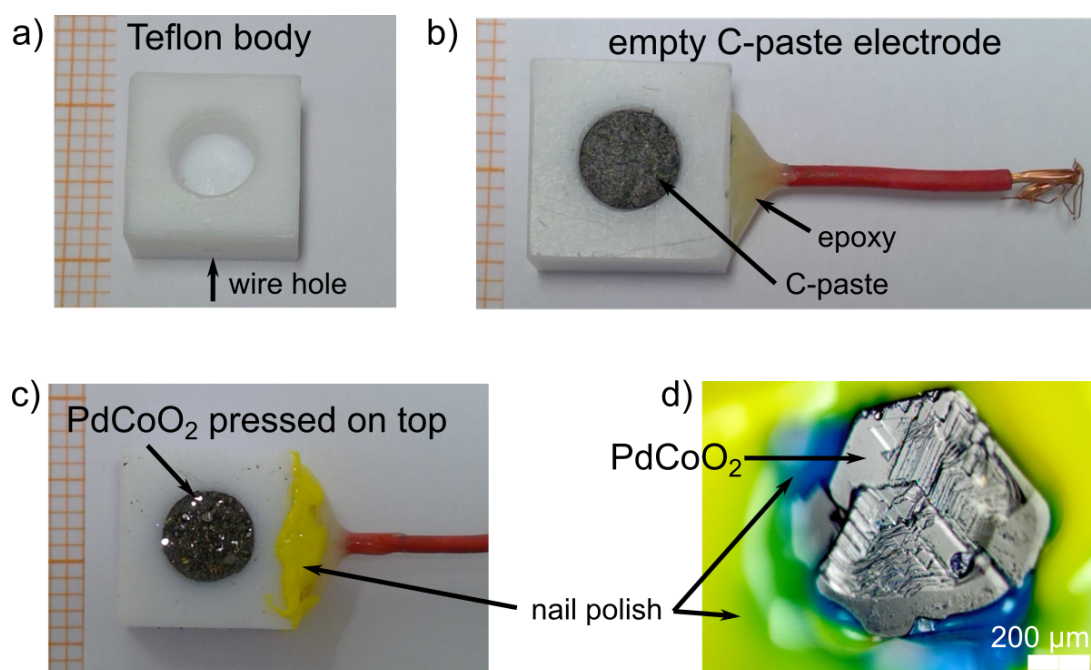 a)
Teflon body
wire hole
b)
empty C-paste electrode
epoxy
C-paste
c)
PdCoO₂ pressed on top
nail polish
d)
PdCoO₂
200 µm